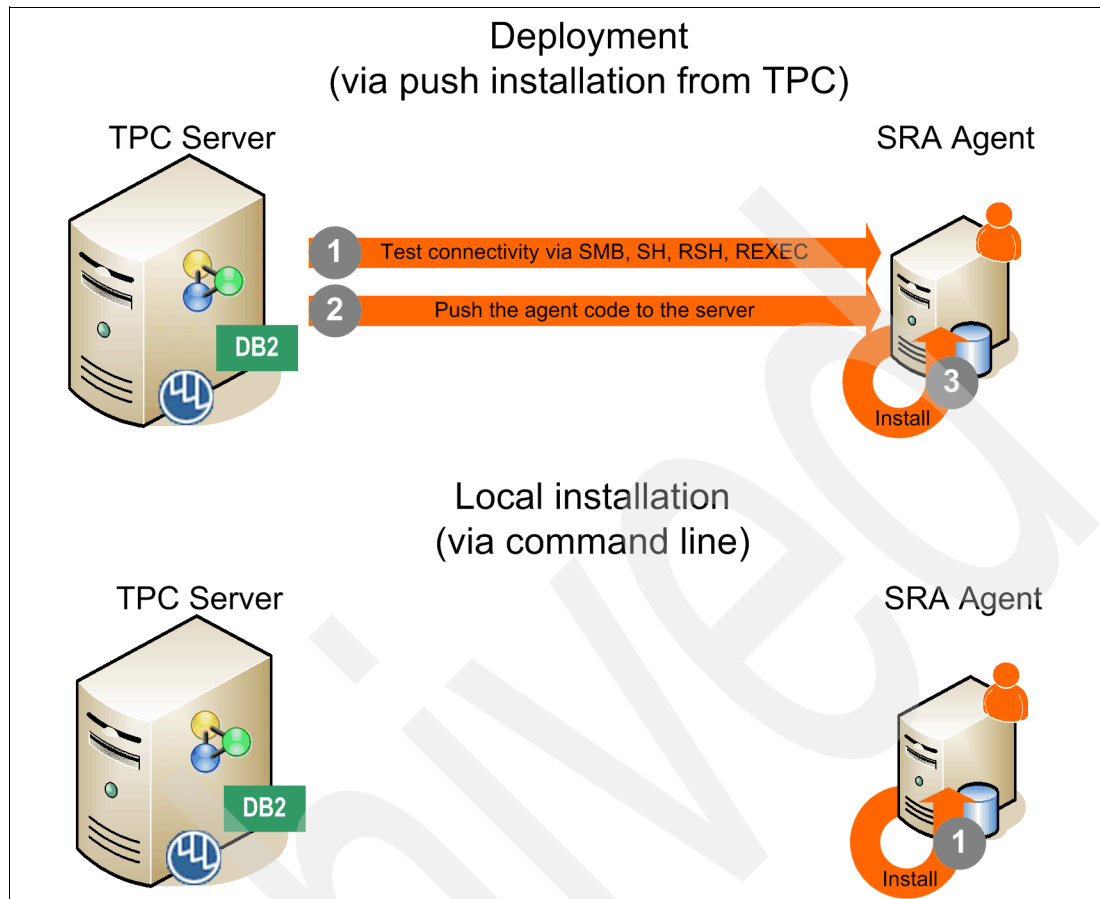 Deployment
(via push installation from TPC)
TPC Server
SRA Agent
1
Test connectivity via SMB, SH, RSH, REXEC
2
Push the agent code to the server
DB2
3
Install
Local installation
(via command line)
TPC Server
SRA Agent
DB2
1
Install
hived